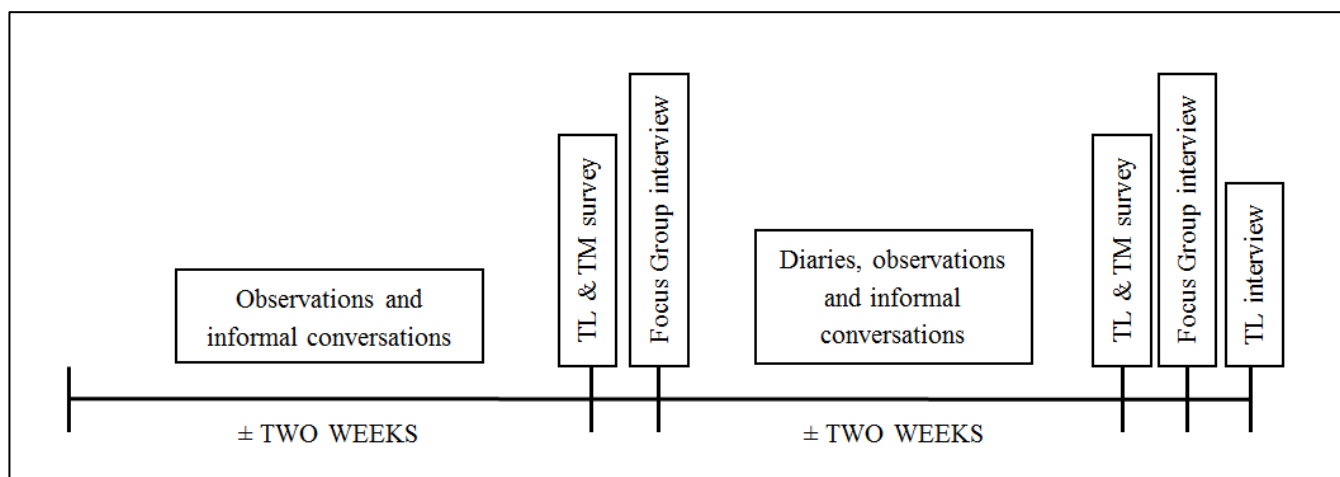 Observations and
informal conversations
TL & TM survey
Focus Group interview
Diaries, observations
and informal
conversations
TL & TM survey
Focus Group interview
TL interview
± TWO WEEKS
± TWO WEEKS